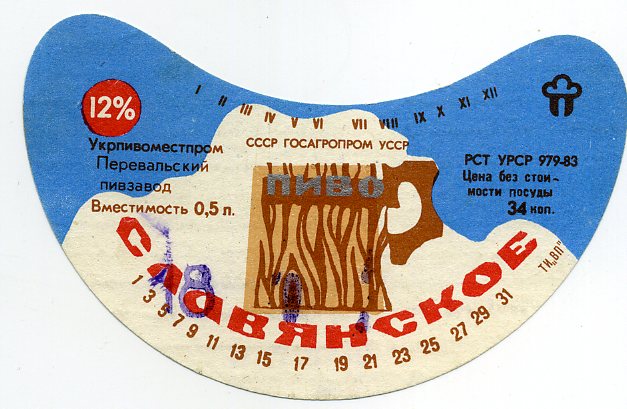 12%
I II III IV V VI VII VIII IX X XI XII
СССР ГОСАГРОПРОМ УССР
Укрпивоместпром
Перевальский
пивзавод
Вместимость 0,5 л.
ПИВО
РСТ УРСР 979-83
Цена без стои-
мости посуды
34 коп.
СЛАВЯНСКОЕ
ТИ„ВП"
18
1 3 5 7 9 11 13 15 17 19 21 23 25 27 29 31